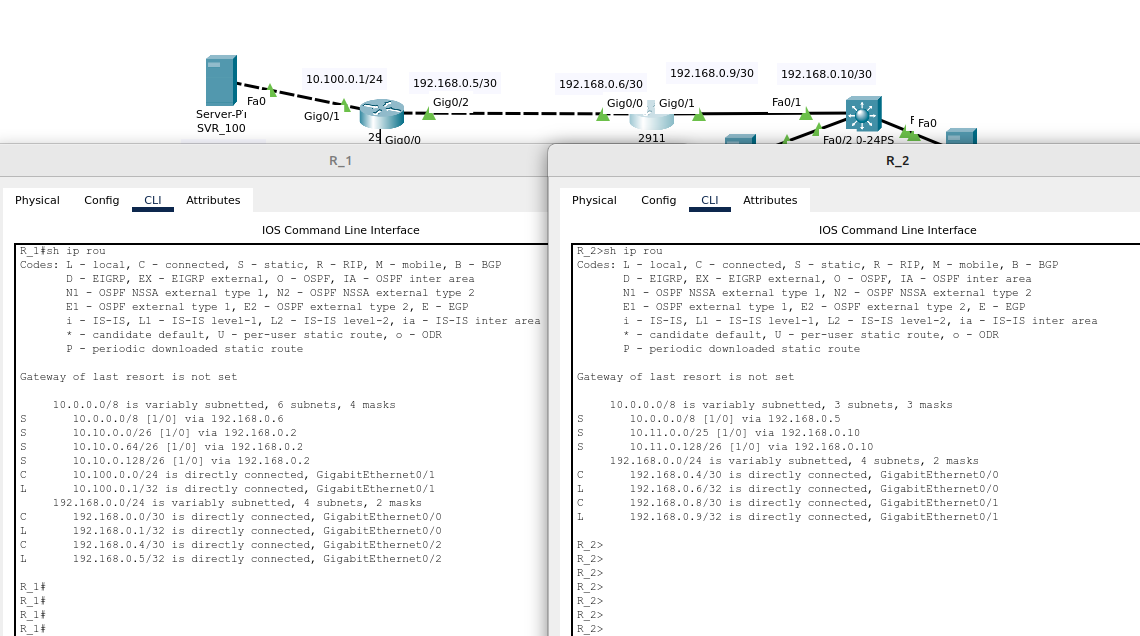 10.100.0.1/24
192.168.0.5/30
192.168.0.6/30
192.168.0.9/30
192.168.0.10/30
Fa0
Gig0/1
Gig0/2
Gig0/0
Gig0/1
Fa0/1
Fa0
SVR_100
29
Gig0/0
2911
Fa0/2
0-24PS
R_1
Physical Config CLI Attributes
IOS Command Line Interface
R_1#sh ip rou
Codes: L - local, C - connected, S - static, R - RIP, M - mobile, B - BGP
D - EIGRP, EX - EIGRP external, O - OSPF, IA - OSPF inter area
N1 - OSPF NSSA external type 1, N2 - OSPF NSSA external type 2
E1 - OSPF external type 1, E2 - OSPF external type 2, E - EGP
i - IS-IS, L1 - IS-IS level-1, L2 - IS-IS level-2, ia - IS-IS inter area
* - candidate default, U - per-user static route, o - ODR
P - periodic downloaded static route
Gateway of last resort is not set
10.0.0.0/8 is variably subnetted, 6 subnets, 4 masks
S 10.0.0.0/8 [1/0] via 192.168.0.6
S 10.10.0.0/26 [1/0] via 192.168.0.2
S 10.10.0.64/26 [1/0] via 192.168.0.2
S 10.10.0.128/26 [1/0] via 192.168.0.2
C 10.100.0.0/24 is directly connected, GigabitEthernet0/1
L 10.100.0.1/32 is directly connected, GigabitEthernet0/1
192.168.0.0/24 is variably subnetted, 4 subnets, 2 masks
C 192.168.0.0/30 is directly connected, GigabitEthernet0/0
L 192.168.0.1/32 is directly connected, GigabitEthernet0/0
C 192.168.0.4/30 is directly connected, GigabitEthernet0/2
L 192.168.0.5/32 is directly connected, GigabitEthernet0/2
R_1#
R_1#
R_1#
R_1#
R_2
Physical Config CLI Attributes
IOS Command Line Interface
R_2>sh ip rou
Codes: L - local, C - connected, S - static, R - RIP, M - mobile, B - BGP
D - EIGRP, EX - EIGRP external, O - OSPF, IA - OSPF inter area
N1 - OSPF NSSA external type 1, N2 - OSPF NSSA external type 2
E1 - OSPF external type 1, E2 - OSPF external type 2, E - EGP
i - IS-IS, L1 - IS-IS level-1, L2 - IS-IS level-2, ia - IS-IS inter area
* - candidate default, U - per-user static route, o - ODR
P - periodic downloaded static route
Gateway of last resort is not set
10.0.0.0/8 is variably subnetted, 3 subnets, 3 masks
S 10.0.0.0/8 [1/0] via 192.168.0.5
S 10.11.0.0/25 [1/0] via 192.168.0.10
S 10.11.0.128/26 [1/0] via 192.168.0.10
192.168.0.0/24 is variably subnetted, 4 subnets, 2 masks
C 192.168.0.4/30 is directly connected, GigabitEthernet0/0
L 192.168.0.6/32 is directly connected, GigabitEthernet0/0
C 192.168.0.8/30 is directly connected, GigabitEthernet0/1
L 192.168.0.9/32 is directly connected, GigabitEthernet0/1
R_2>
R_2>
R_2>
R_2>
R_2>
R_2>
R_2>